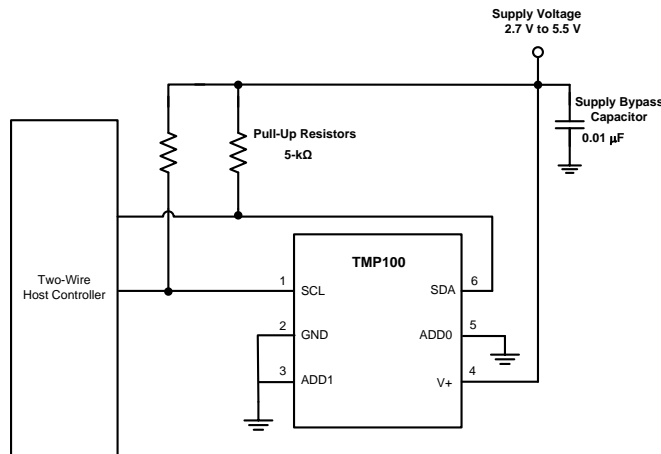 Supply Voltage
2.7 V to 5.5 V
Supply Bypass
Capacitor
0.01 µF
Pull-Up Resistors
5-kΩ
Two-Wire
Host Controller
TMP100
1
SCL
SDA
6
2
GND
ADD0
5
3
ADD1
V+
4